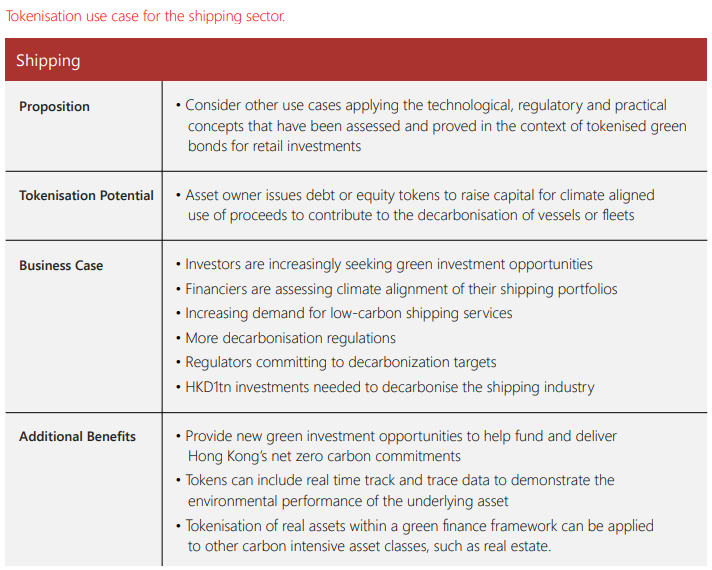 Tokenisation use case for the shipping sector.
Shipping
Proposition
• Consider other use cases applying the technological, regulatory and practical
concepts that have been assessed and proved in the context of tokenised green
bonds for retail investments
Tokenisation Potential
• Asset owner issues debt or equity tokens to raise capital for climate aligned
use of proceeds to contribute to the decarbonisation of vessels or fleets
Business Case
• Investors are increasingly seeking green investment opportunities
• Financiers are assessing climate alignment of their shipping portfolios
• Increasing demand for low-carbon shipping services
• More decarbonisation regulations
• Regulators committing to decarbonization targets
• HKD1tn investments needed to decarbonise the shipping industry
Additional Benefits
• Provide new green investment opportunities to help fund and deliver
Hong Kong’s net zero carbon commitments
• Tokens can include real time track and trace data to demonstrate the
environmental performance of the underlying asset
• Tokenisation of real assets within a green finance framework can be applied
to other carbon intensive asset classes, such as real estate.